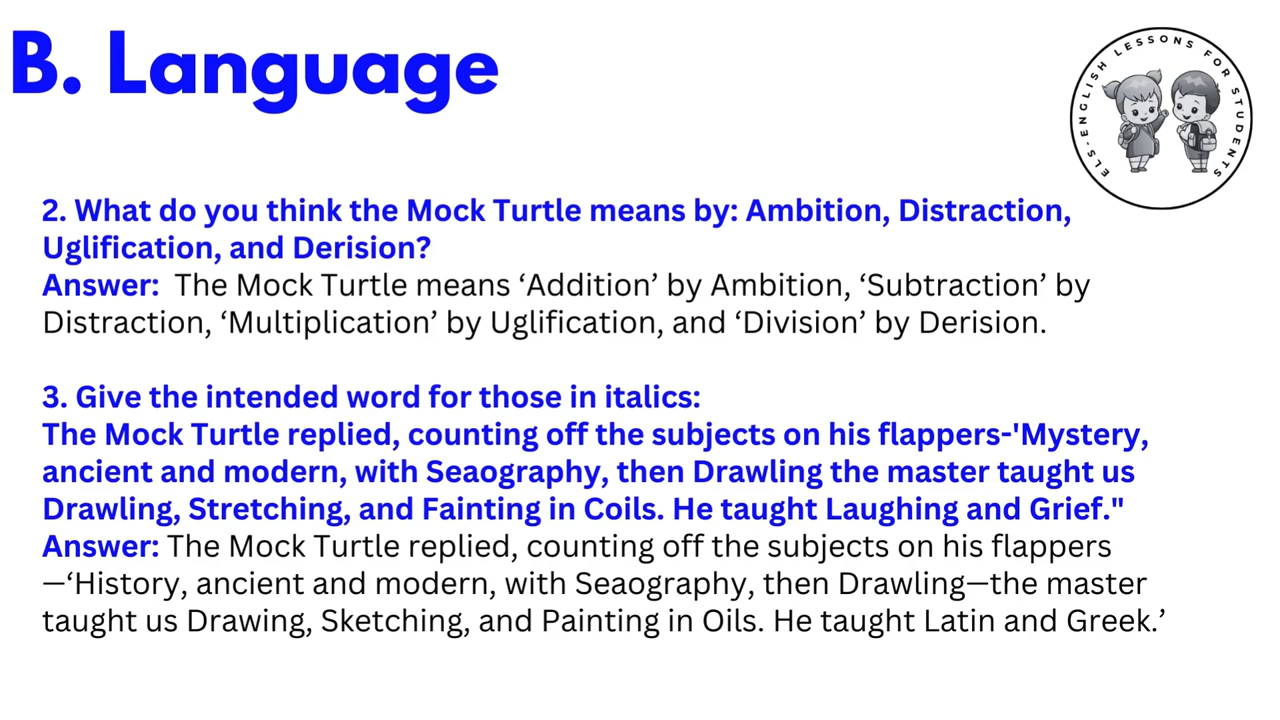 B. Language
ELS-ENGLISH LESSONS FOR STUDENTS
2. What do you think the Mock Turtle means by: Ambition, Distraction,
Uglification, and Derision?
Answer:  The Mock Turtle means ‘Addition’ by Ambition, ‘Subtraction’ by
Distraction, ‘Multiplication’ by Uglification, and ‘Division’ by Derision.
3. Give the intended word for those in italics:
The Mock Turtle replied, counting off the subjects on his flappers-'Mystery,
ancient and modern, with Seaography, then Drawling the master taught us
Drawling, Stretching, and Fainting in Coils. He taught Laughing and Grief."
Answer: The Mock Turtle replied, counting off the subjects on his flappers
—‘History, ancient and modern, with Seaography, then Drawling—the master
taught us Drawing, Sketching, and Painting in Oils. He taught Latin and Greek.’